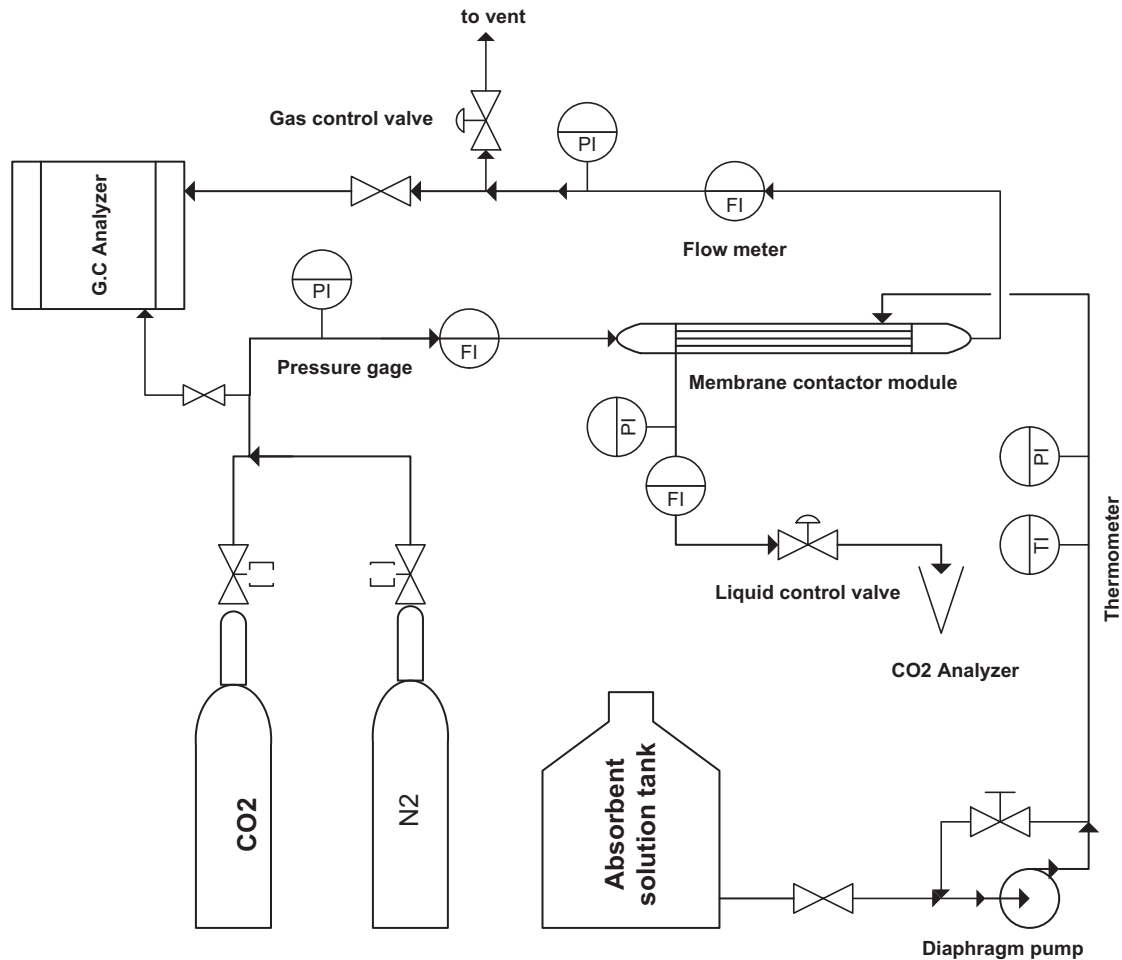 to vent
Gas control valve
PI
G.C Analyzer
FI
Flow meter
PI
FI
Pressure gage
Membrane contactor module
PI
PI
FI
TI
Thermometer
Liquid control valve
CO2 Analyzer
CO2
N2
Absorbent
solution tank
Diaphragm pump